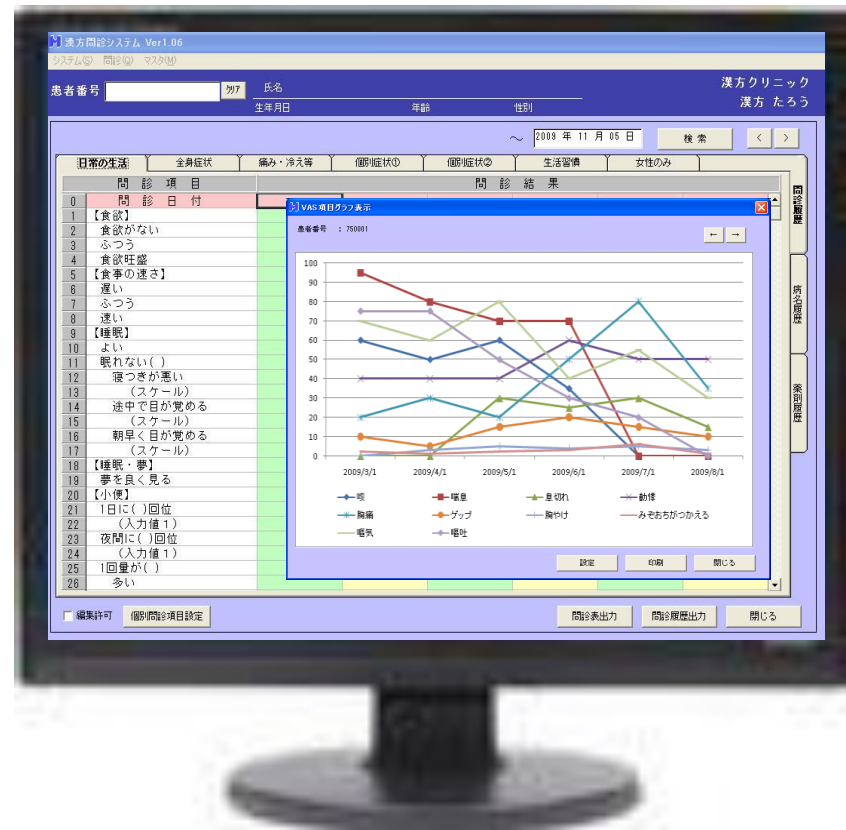 漢方問診システム Ver1.06
システム(S) 問診(Q) マスタ(M)
患者番号 ｸﾘｱ 氏名 漢方クリニック
生年月日 年齢 性別 漢方 たろう
～ 2009 年 11 月 05 日 検索 < >
日常の生活 全身症状 痛み・冷え等 個別症状① 個別症状② 生活習慣 女性のみ
問診項目 問診結果
0 問診日付
1 【食欲】
2 食欲がない
3 ふつう
4 食欲旺盛
5 【食事の速さ】
6 遅い
7 ふつう
8 速い
9 【睡眠】
10 よい
11 眠れない( )
12 寝つきが悪い
13 (スケール)
14 途中で目が覚める
15 (スケール)
16 朝早く目が覚める
17 (スケール)
18 【睡眠・夢】
19 夢を良く見る
20 【小便】
21 1日に( )回位
22 (入力値1)
23 夜間に( )回位
24 (入力値1)
25 1回量が( )
26 多い
問診履歴
病名履歴
薬剤履歴
VAS項目グラフ表示
患者番号 : 750001
← →
100
90
80
70
60
50
40
30
20
10
0
2009/3/1 2009/4/1 2009/5/1 2009/6/1 2009/7/1 2009/8/1
咳 喘息 息切れ 動悸
胸痛 ゲップ 胸やけ みぞおちがつかえる
嘔気 嘔吐
設定 印刷 閉じる
編集許可 個別問診項目設定 問診表出力 問診履歴出力 閉じる